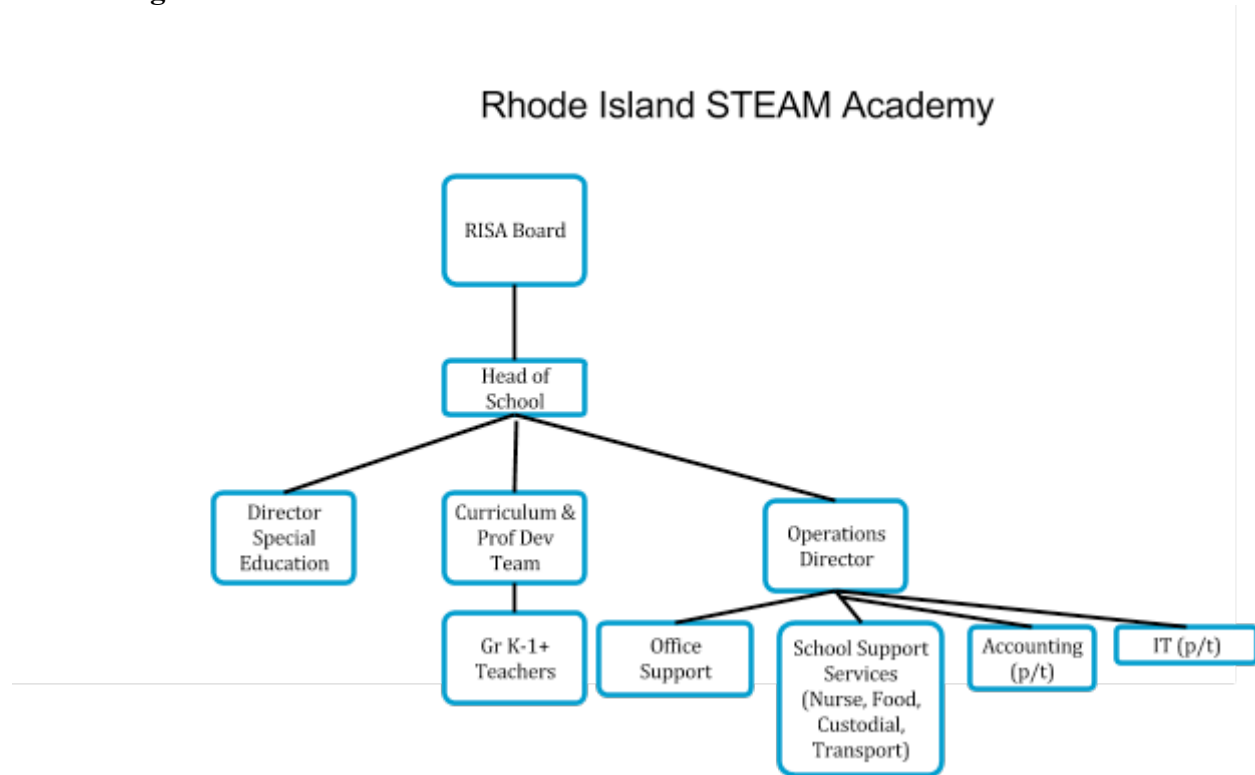 Rhode Island STEAM Academy
RISA Board
Head of
School
Director
Special
Education
Curriculum &
Prof Dev
Team
Operations
Director
Gr K-1+
Teachers
Office
Support
School Support
Services
(Nurse, Food,
Custodial,
Transport)
Accounting
(p/t)
IT (p/t)